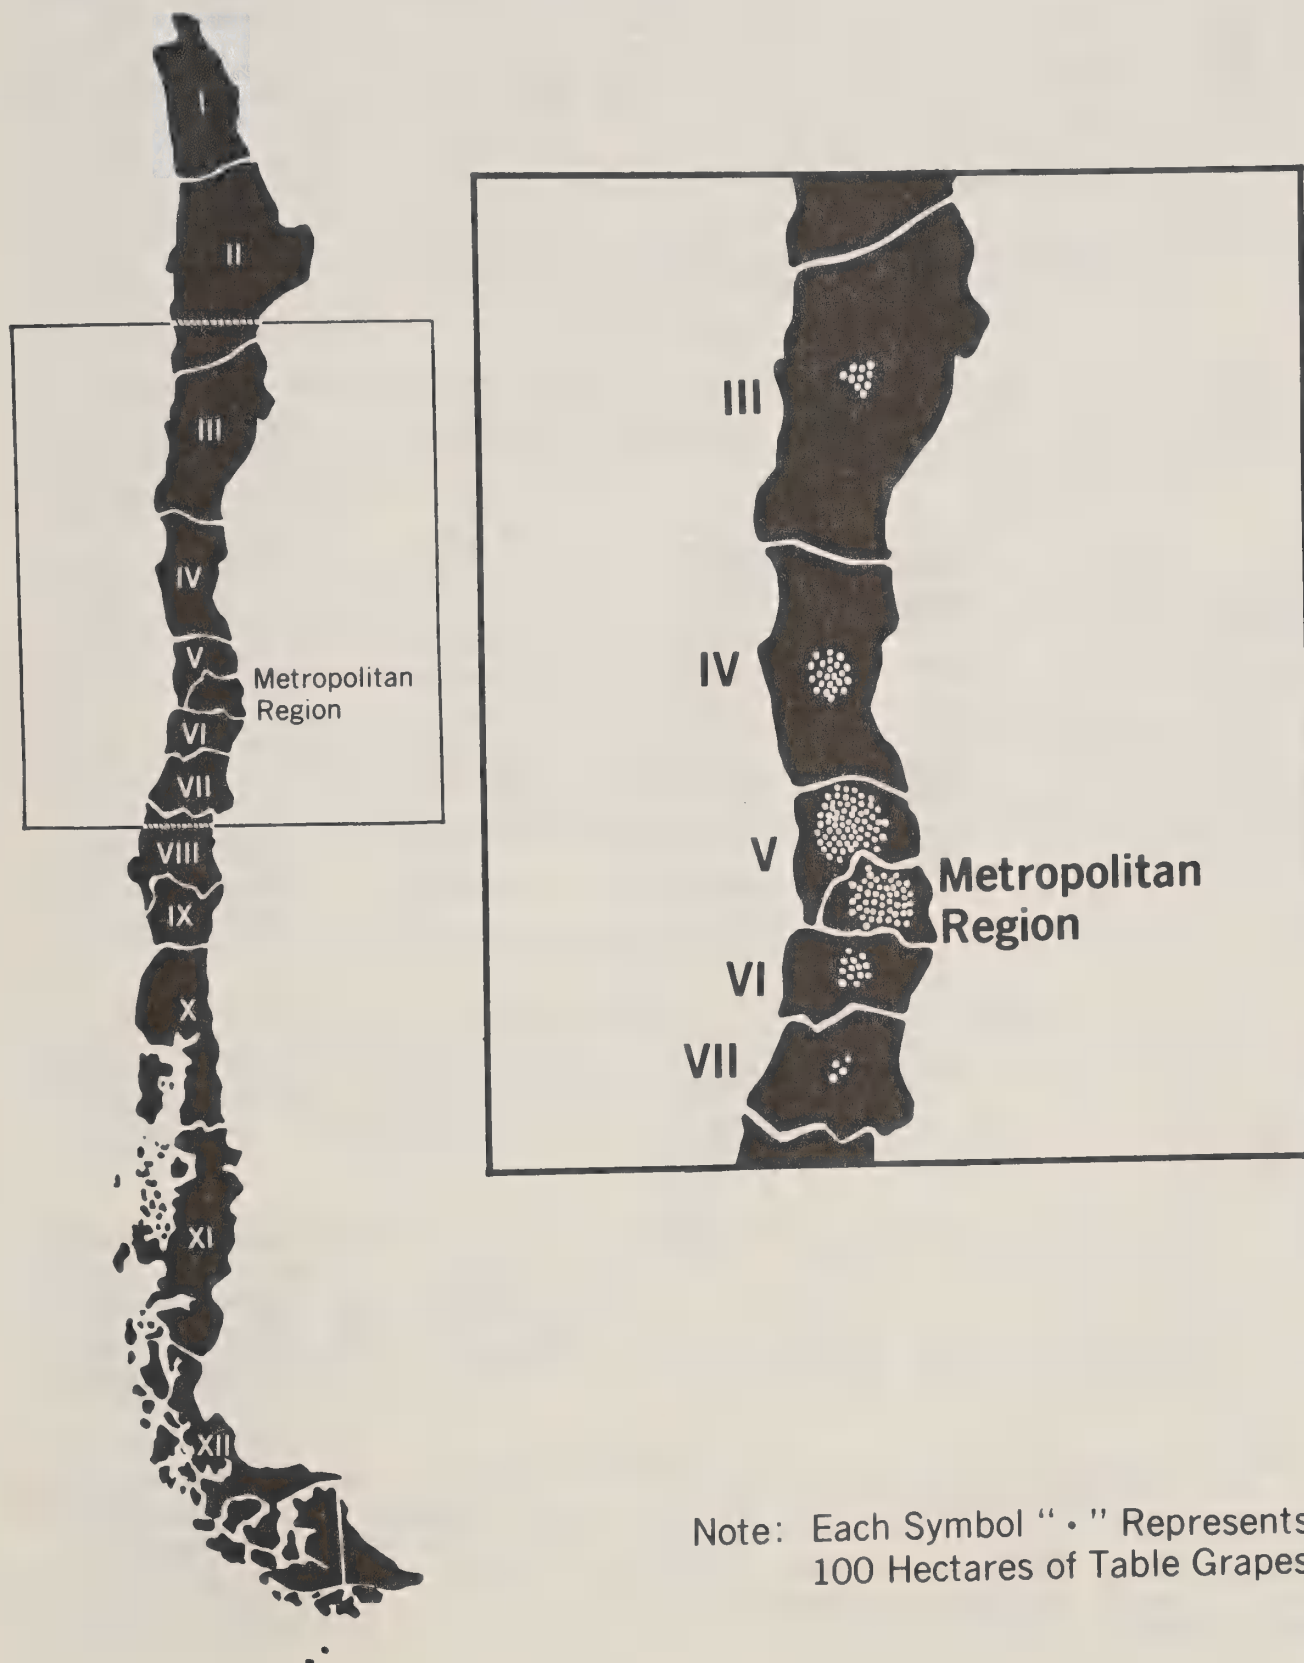 I
II
III
IV
V
Metropolitan
Region
VI
VII
VIII
IX
X
XI
XII
III
IV
V
Metropolitan
Region
VI
VII
Note: Each Symbol “ • ” Represents
100 Hectares of Table Grapes